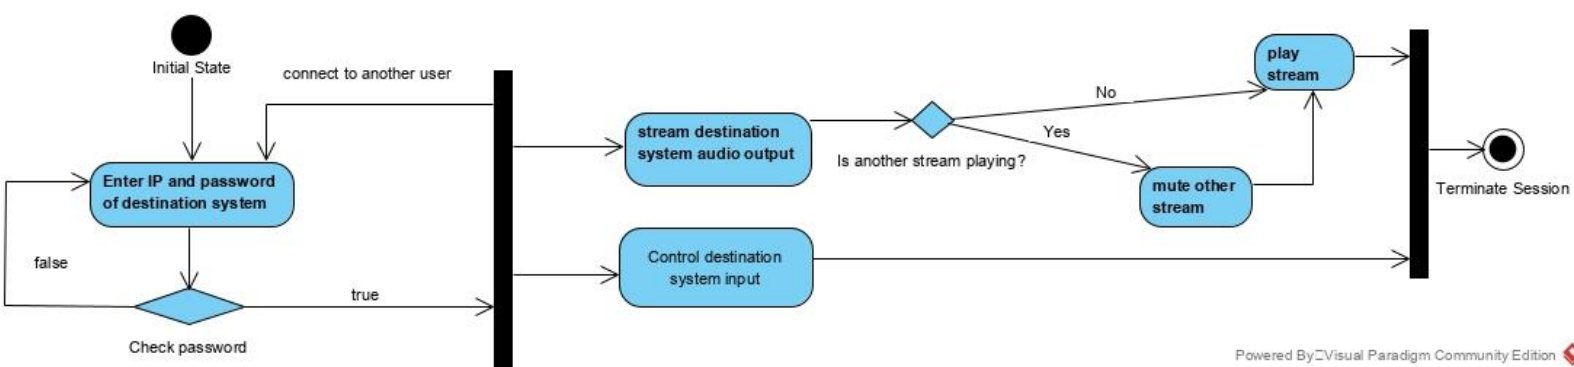 Initial State
connect to another user
Enter IP and password
of destination system
false
true
Check password
stream destination
system audio output
Is another stream playing?
No
Yes
play
stream
mute other
stream
Control destination
system input
Terminate Session
Powered By Visual Paradigm Community Edition